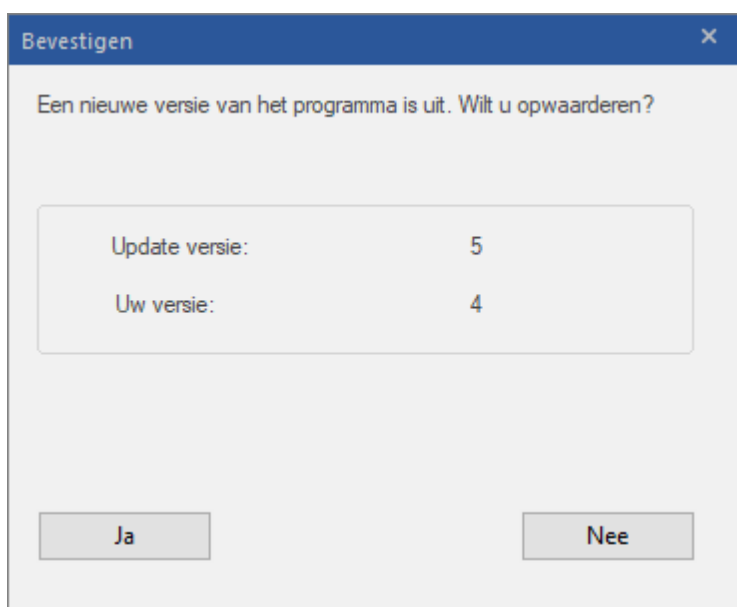 Bevestigen
Een nieuwe versie van het programma is uit. Wilt u opwaarderen?
Update versie: 5
Uw versie: 4
Ja Nee